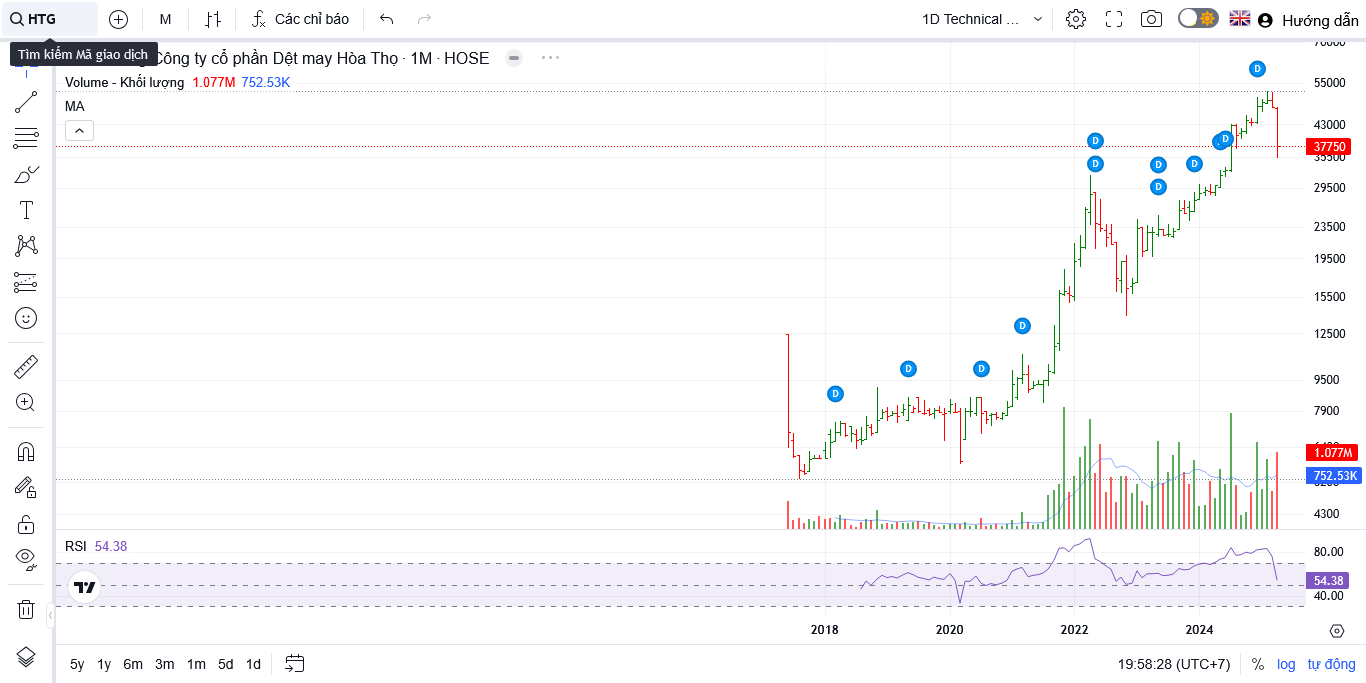 HTG
M
Các chỉ báo
1D Technical ...
Hướng dẫn
Tìm kiếm Mã giao dịch
Công ty cổ phần Dệt may Hòa Thọ · 1M · HOSE
Volume - Khối lượng 1.077M 752.53K
MA
D
D
D
D
D
D
D
D
D
D
D
70000
55000
43000
37750
35500
29500
23500
19500
15500
12500
9500
7900
1.077M
752.53K
4300
RSI 54.38
80.00
54.38
40.00
2018
2020
2022
2024
5y 1y 6m 3m 1m 5d 1d
19:58:28 (UTC+7)
% log tự động